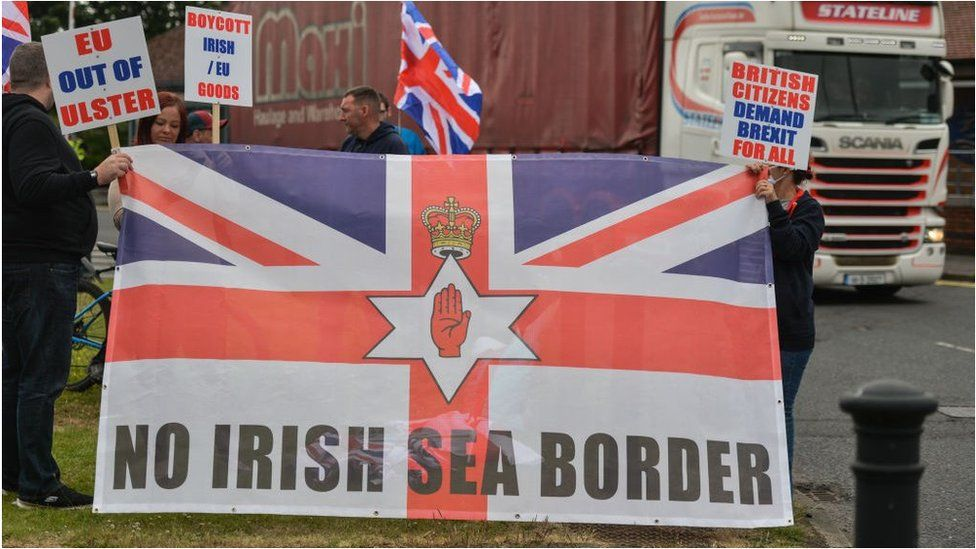 EU
OUT OF
ULSTER
BOYCOTT
IRISH
/ EU
GOODS
Maxi
Haulage and Warehousing
STATELINE
SCANIA
BRITISH
CITIZENS
DEMAND
BREXIT
FOR ALL
NO IRISH SEA BORDER